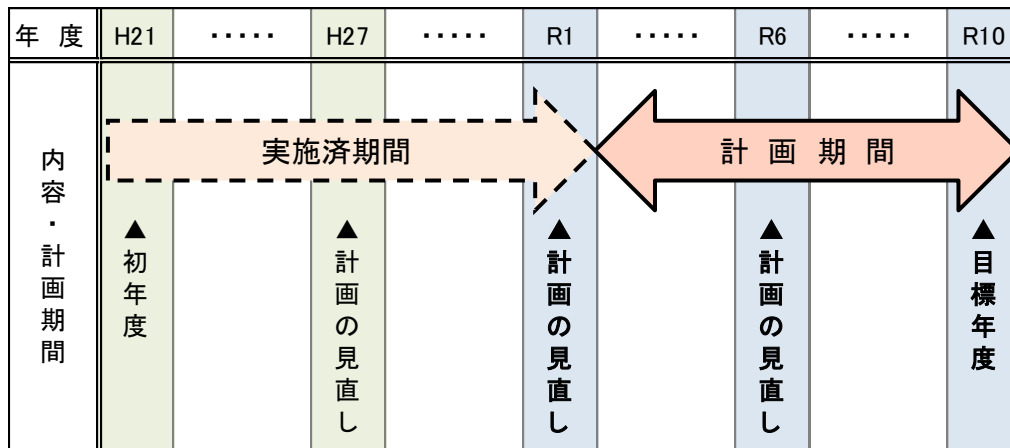 年 度 H21 ・・・・・ H27 ・・・・・ R1 ・・・・・ R6 ・・・・・ R10
内容・計画期間
実施済期間
計 画 期 間
▲初年度
▲計画の見直し
▲計画の見直し
▲計画の見直し
▲目標年度